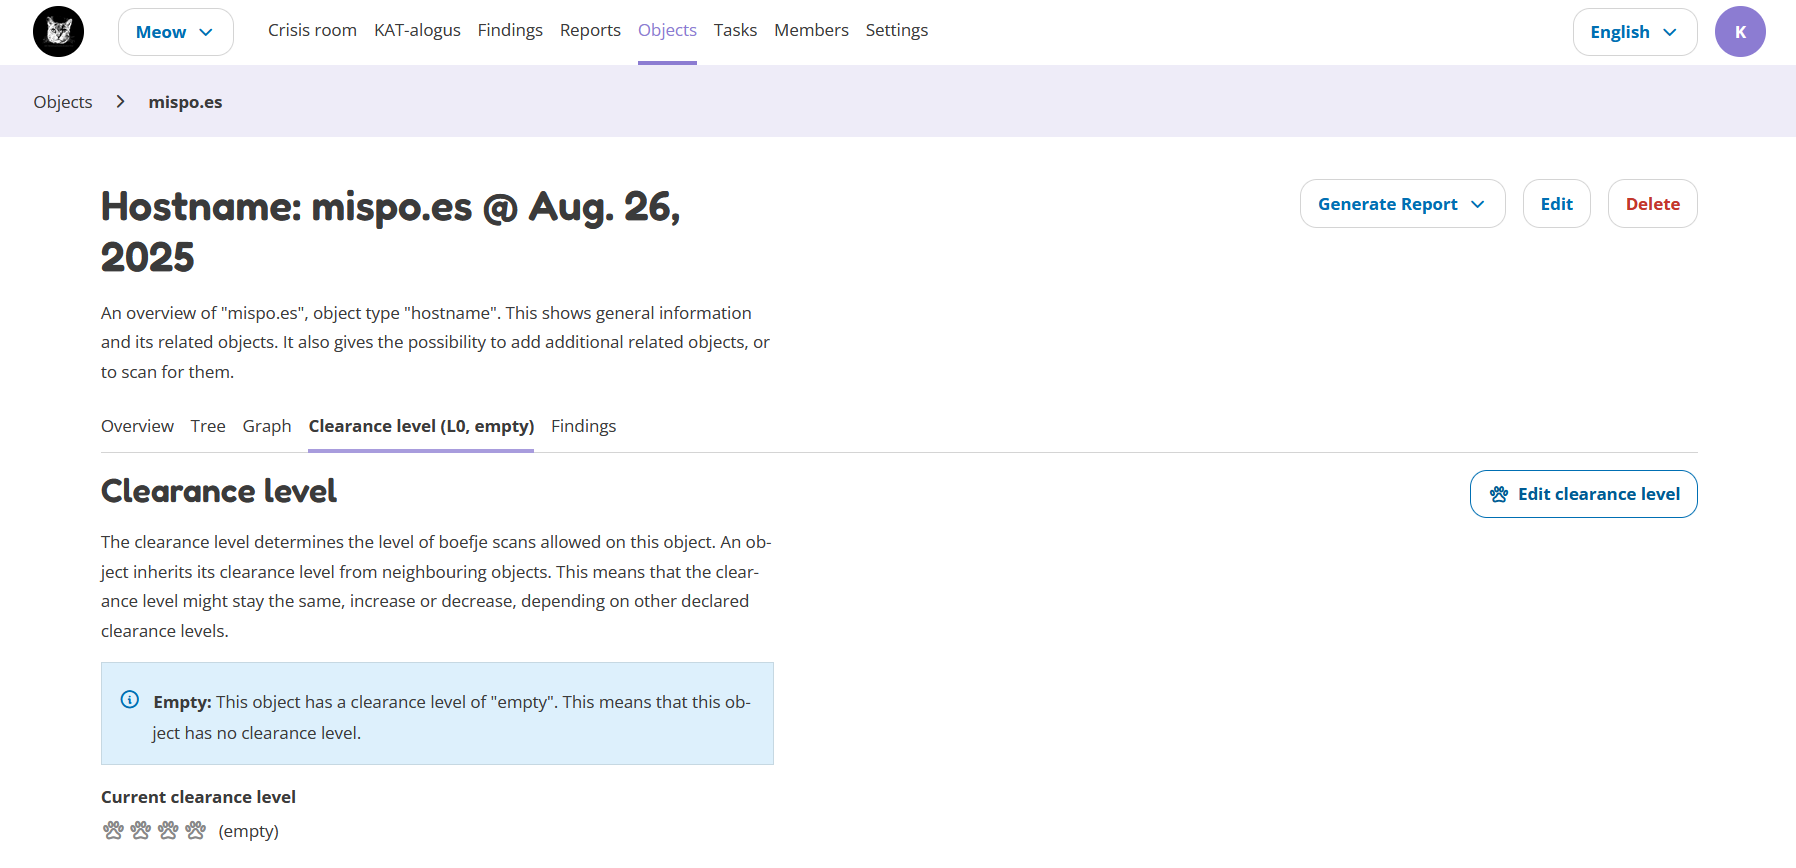 Meow
Crisis room
KAT-alogus
Findings
Reports
Objects
Tasks
Members
Settings
English
K
Objects
mispo.es
Hostname: mispo.es @ Aug. 26,
2025
Generate Report
Edit
Delete
An overview of "mispo.es", object type "hostname". This shows general information
and its related objects. It also gives the possibility to add additional related objects, or
to scan for them.
Overview
Tree
Graph
Clearance level (L0, empty)
Findings
Clearance level
Edit clearance level
The clearance level determines the level of boefje scans allowed on this object. An ob-
ject inherits its clearance level from neighbouring objects. This means that the clear-
ance level might stay the same, increase or decrease, depending on other declared
clearance levels.
Empty: This object has a clearance level of "empty". This means that this ob-
ject has no clearance level.
Current clearance level
(empty)